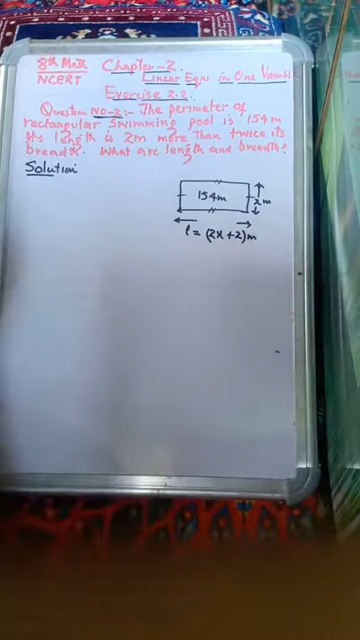 8th Math Chapter-2
NCERT Linear Eqns in One Variable
Exercise 2.2
Question NO-2:- The perimeter of
rectangular swimming pool is 154m
Its length is 2m more than twice its
breadth. What are length and breadth?
Solution
154m
x m
l = (2x+2)m